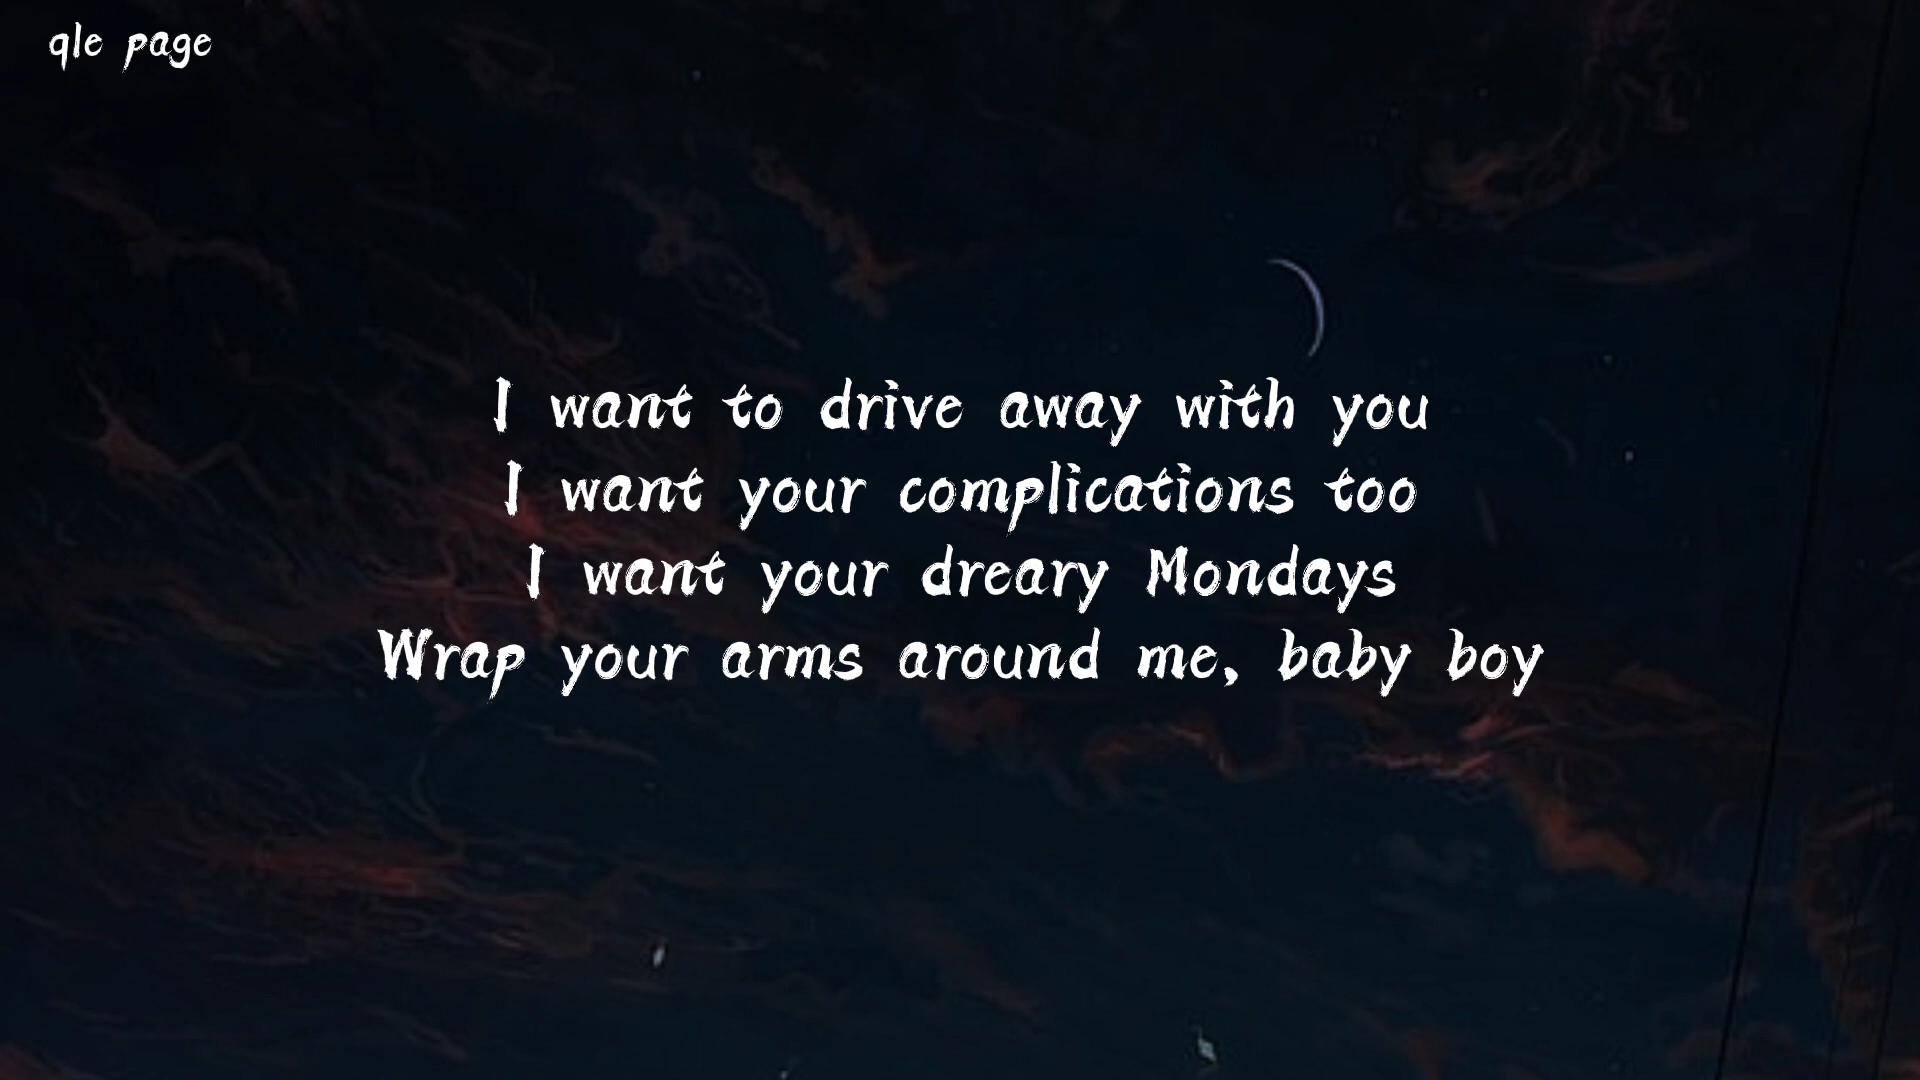 qle page
I want to drive away with you
I want your complications too
I want your dreary Mondays
Wrap your arms around me, baby boy